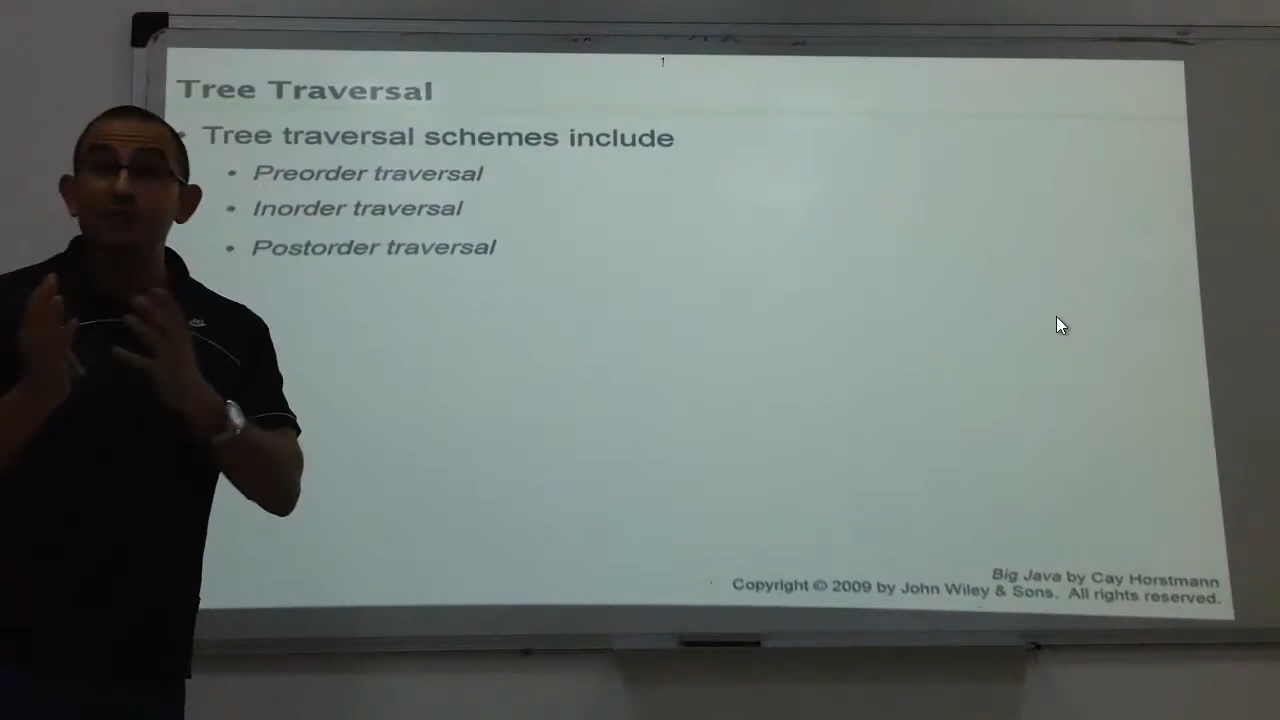 Tree Traversal
• Tree traversal schemes include
• Preorder traversal
• Inorder traversal
• Postorder traversal
Big Java by Cay Horstmann
Copyright © 2009 by John Wiley & Sons. All rights reserved.